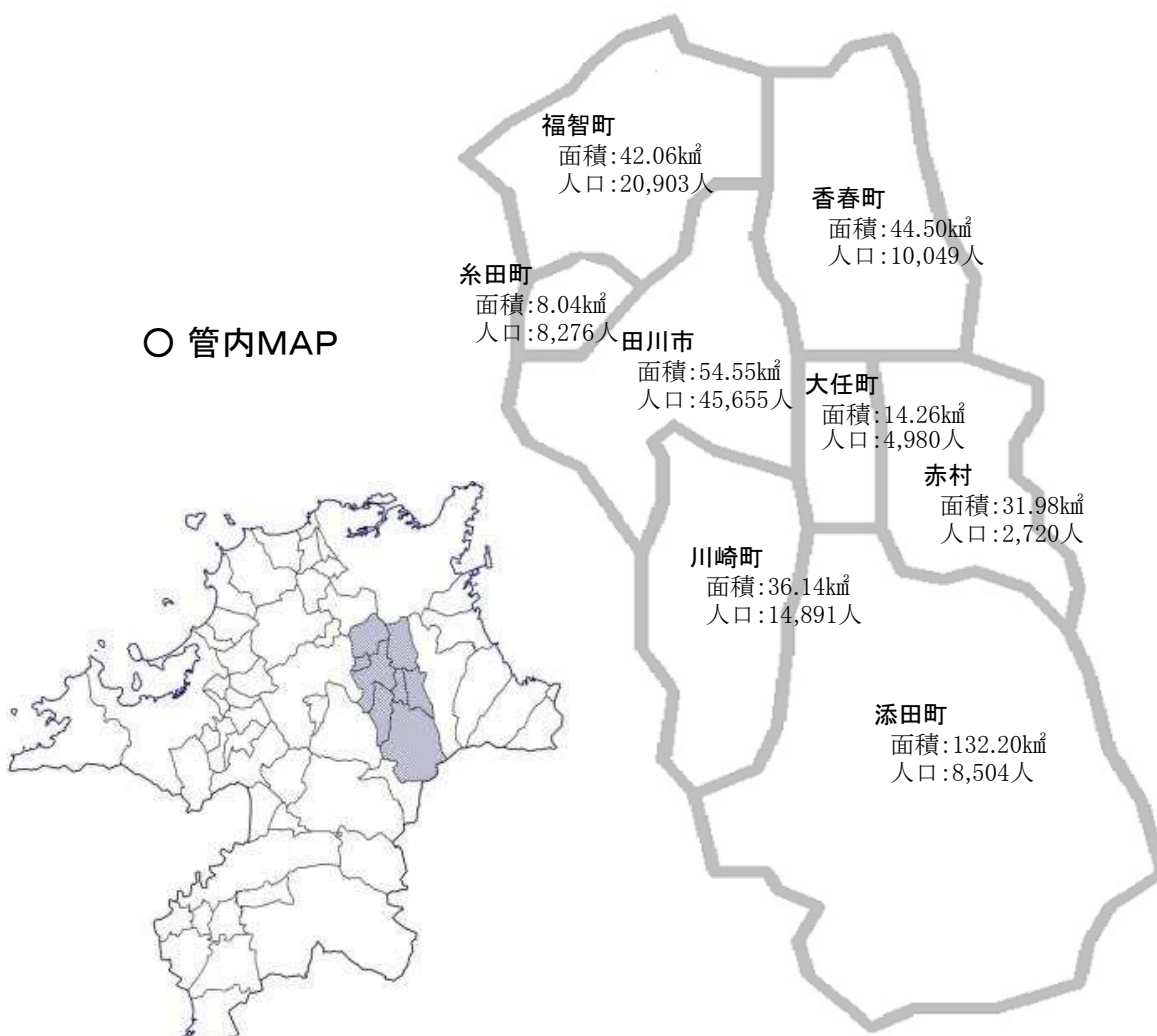 福智町
面積:42.06㎢
人口:20,903人
香春町
面積:44.50㎢
人口:10,049人
糸田町
面積:8.04㎢
人口:8,276人
○ 管内MAP
田川市
面積:54.55㎢
人口:45,655人
大任町
面積:14.26㎢
人口:4,980人
赤村
面積:31.98㎢
人口:2,720人
川崎町
面積:36.14㎢
人口:14,891人
添田町
面積:132.20㎢
人口:8,504人